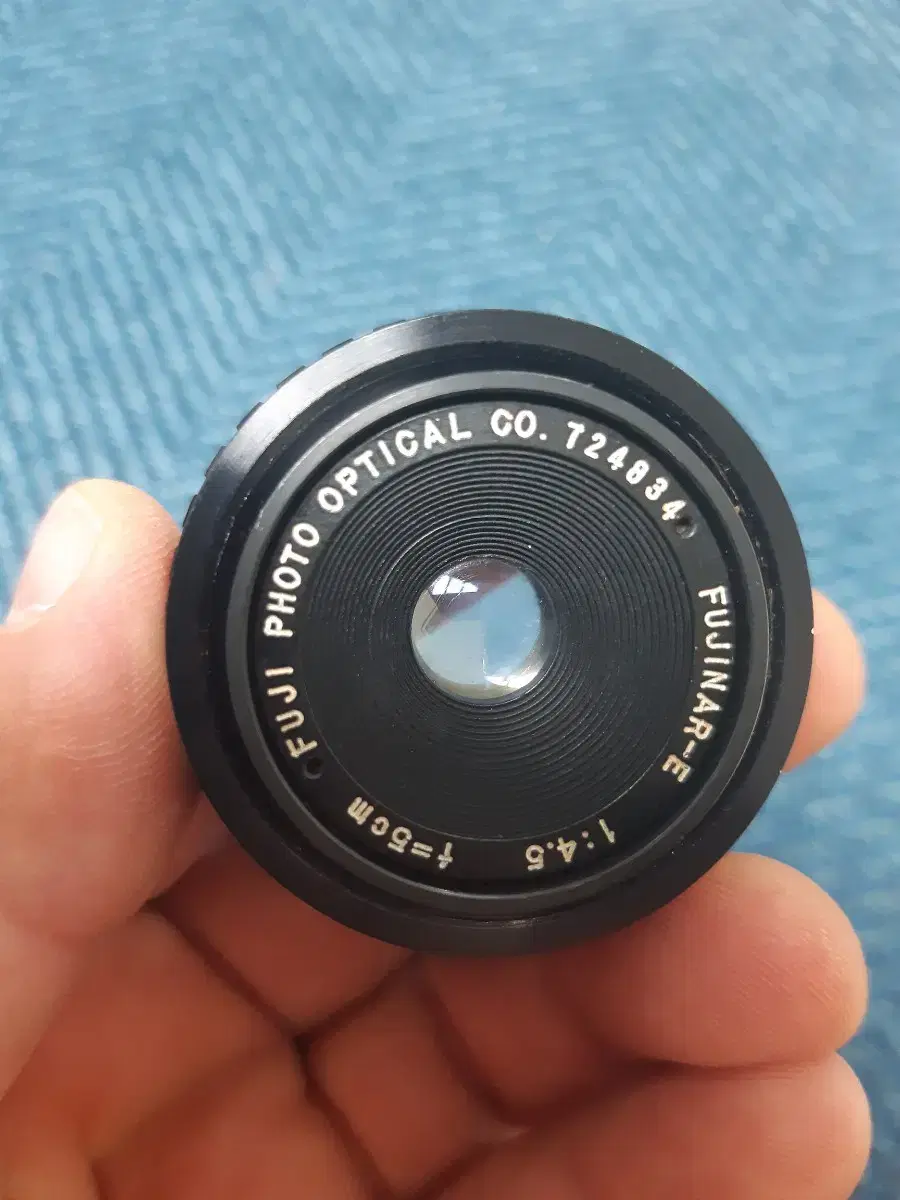 FUJI PHOTO OPTICAL CO. 724834
FUJINAR-E
1:4.5
f=5cm